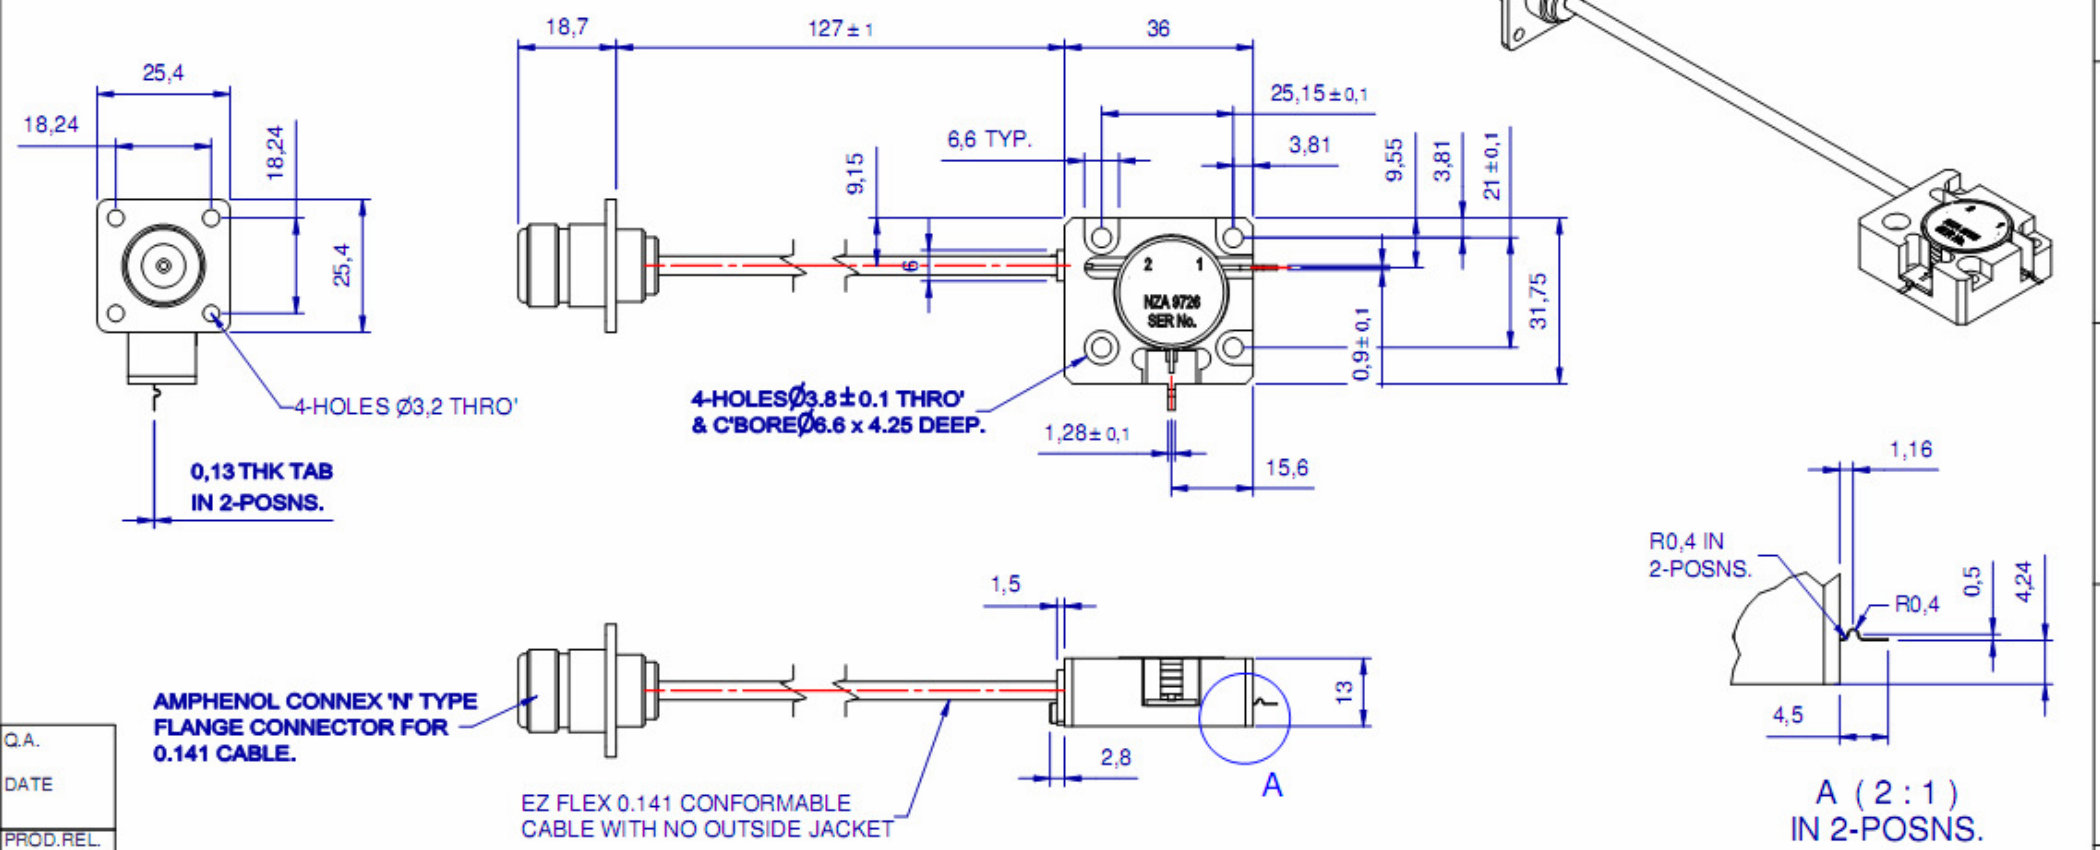 18,7
127 ± 1
36
25,4
25,15 ± 0,1
18,24
18,24
6,6 TYP.
3,81
9,15
9,55
3,81
21 ± 0,1
25,4
6
2 1
NZA 9726
SER No.
31,75
0,9 ± 0,1
4-HOLES Ø3,2 THRO'
4-HOLESØ3.8 ± 0.1 THRO'
& C'BOREØ6.6 x 4.25 DEEP.
1,28 ± 0,1
15,6
0,13 THK TAB
IN 2-POSNS.
1,16
R0,4 IN
2-POSNS.
0,5
4,24
R0,4
1,5
AMPHENOL CONNEX 'N' TYPE
FLANGE CONNECTOR FOR
0.141 CABLE.
13
4,5
2,8
A
EZ FLEX 0.141 CONFORMABLE
CABLE WITH NO OUTSIDE JACKET
A ( 2 : 1 )
IN 2-POSNS.
Q.A.
DATE
PROD.REL.